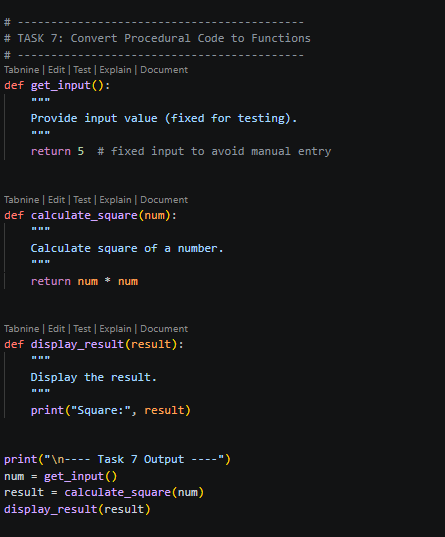 # -------------------------------------------
# TASK 7: Convert Procedural Code to Functions
# -------------------------------------------
Tabnine | Edit | Test | Explain | Document
def get_input():
    """
    Provide input value (fixed for testing).
    """
    return 5  # fixed input to avoid manual entry
Tabnine | Edit | Test | Explain | Document
def calculate_square(num):
    """
    Calculate square of a number.
    """
    return num * num
Tabnine | Edit | Test | Explain | Document
def display_result(result):
    """
    Display the result.
    """
    print("Square:", result)
print("\n---- Task 7 Output ----")
num = get_input()
result = calculate_square(num)
display_result(result)